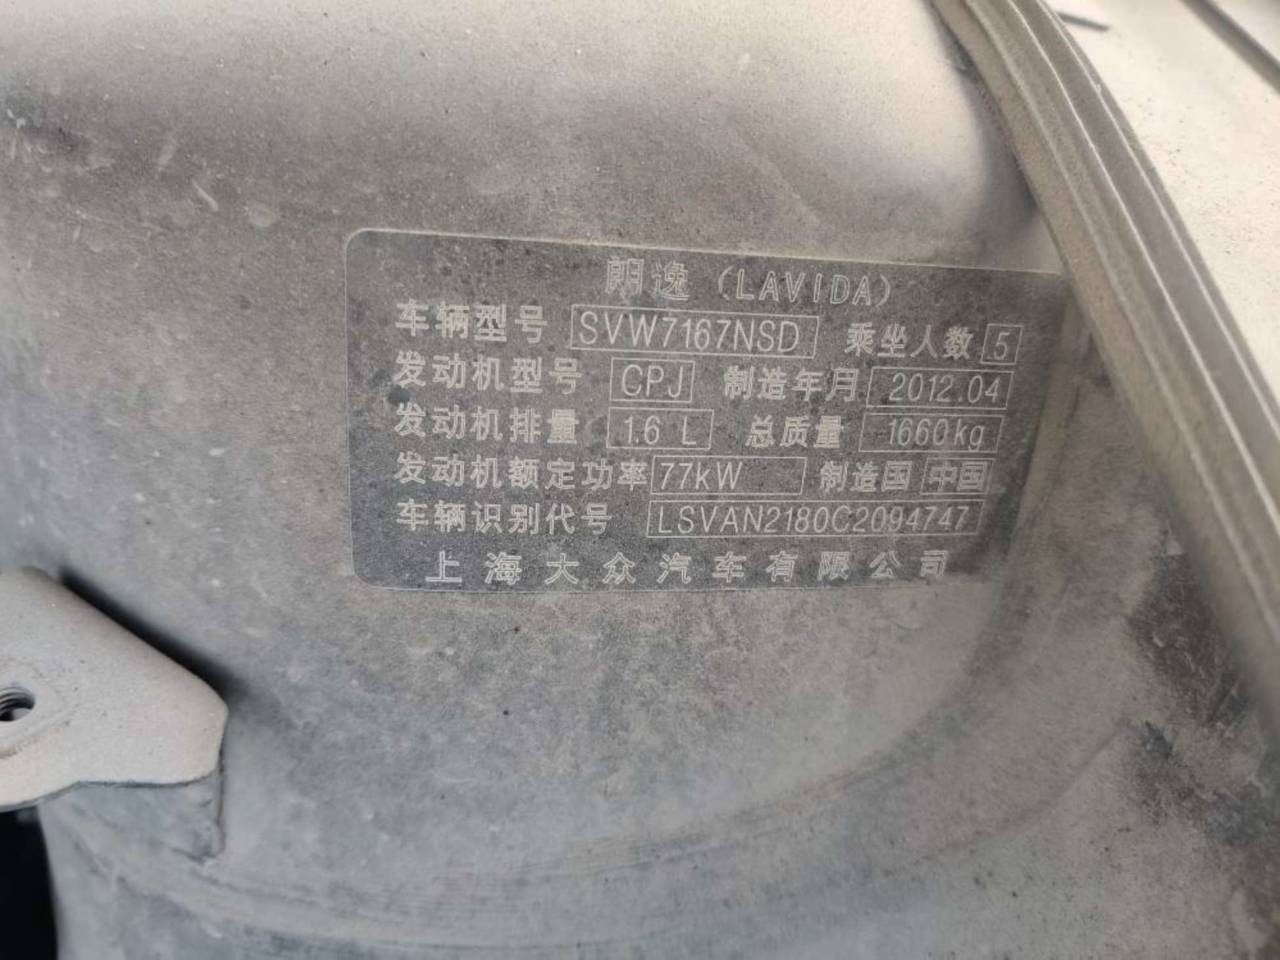 朗逸 (LAVIDA)
车辆型号 SVW7167NSD 乘坐人数 5
发动机型号 CPJ 制造年月 2012.04
发动机排量 1.6 L 总质量 1660kg
发动机额定功率 77kW 制造国 中国
车辆识别代号 LSVAN2180C2094747
上海大众汽车有限公司